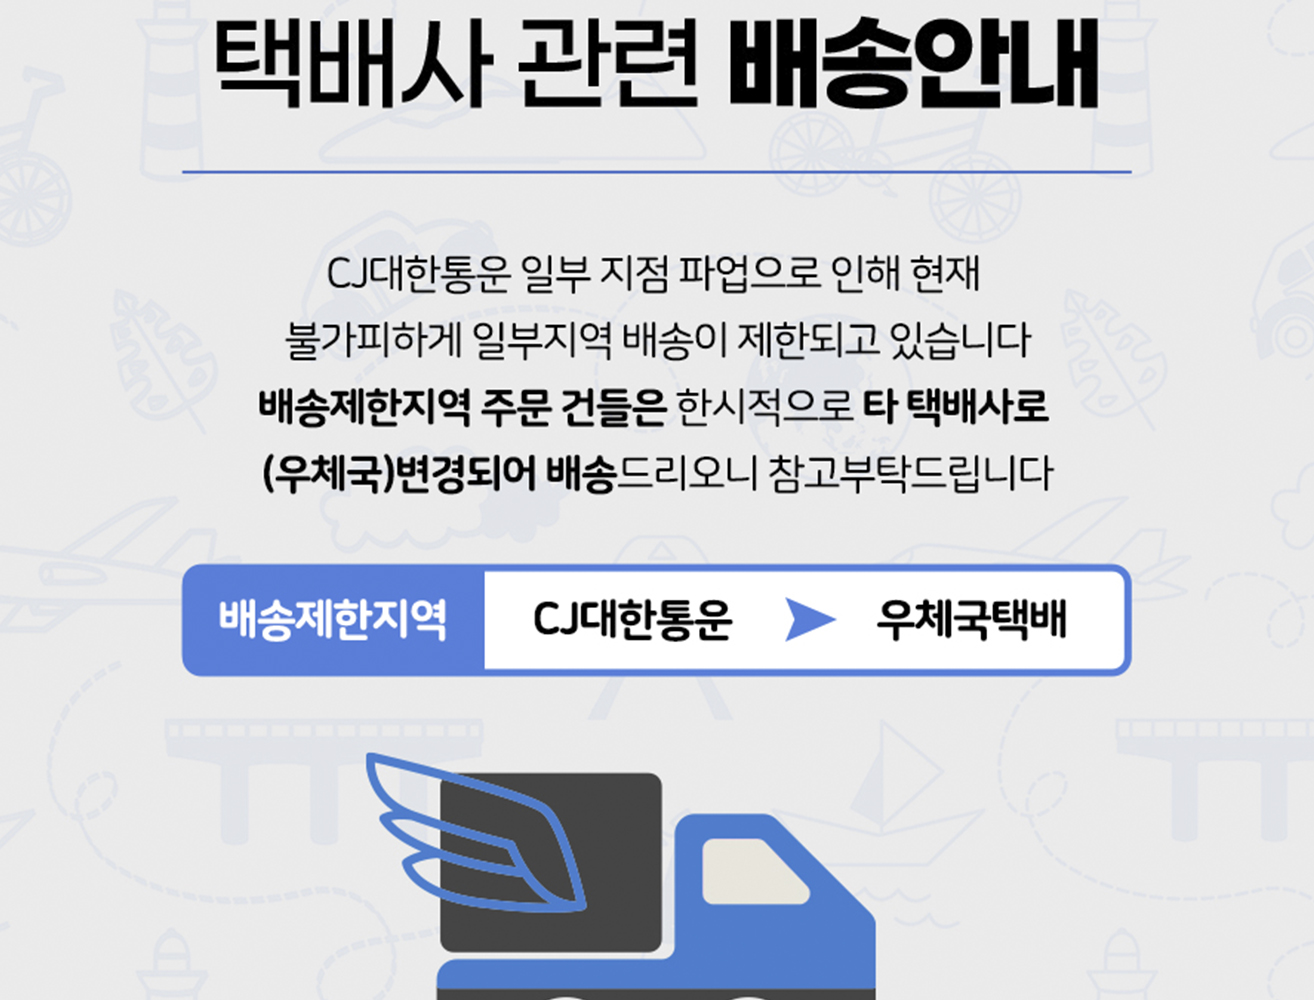 택배사 관련 배송안내
CJ대한통운 일부 지점 파업으로 인해 현재
불가피하게 일부지역 배송이 제한되고 있습니다
배송제한지역 주문 건들은 한시적으로 타 택배사로
(우체국)변경되어 배송드리오니 참고부탁드립니다
배송제한지역 CJ대한통운 우체국택배